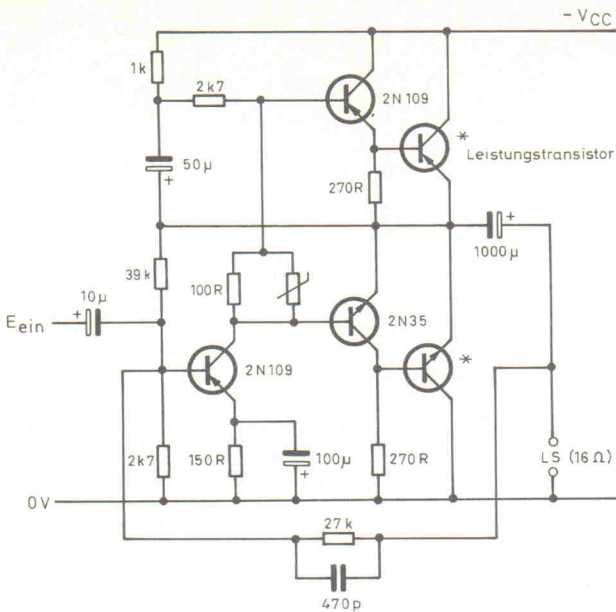 - VCC
1k
2k7
2N109
*
Leistungstransistor
50µ
+
270R
+
1000µ
39k
100R
10µ
+
Eein
2N35
2N109
*
2k7
150R
100µ
+
270R
LS (16Ω)
0V
27k
470p